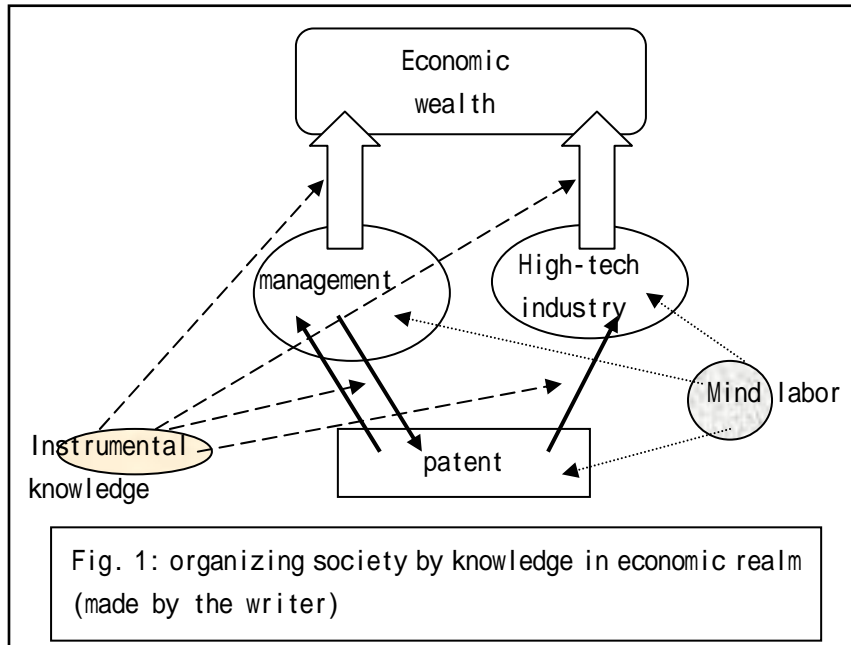 Economic
wealth
management
High-tech
industry
Mind labor
Instrumental
knowledge
patent
Fig. 1: organizing society by knowledge in economic realm
(made by the writer)